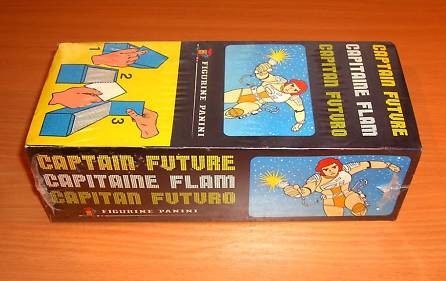 1
2
3
FIGURINE PANINI
CAPTAIN FUTURE
CAPITAINE FLAM
CAPITAN FUTURO
CAPTAIN FUTURE
CAPITAINE FLAM
CAPITAN FUTURO
FIGURINE PANINI